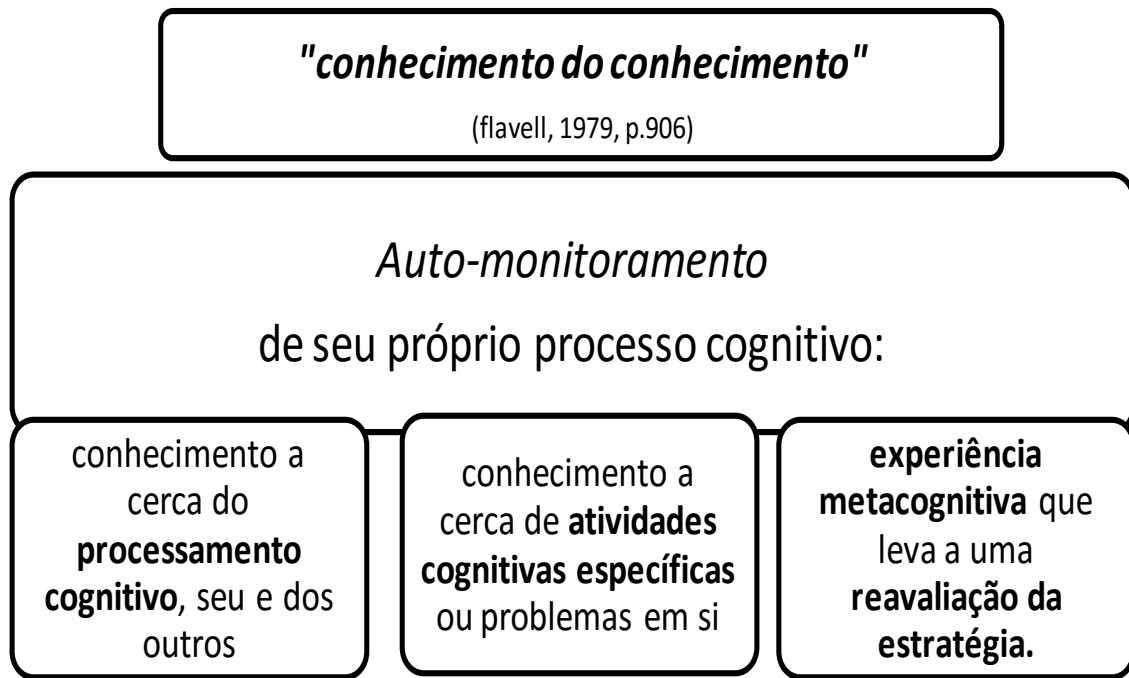 "conhecimento do conhecimento"
(flavell, 1979, p.906)
Auto-monitoramento
de seu próprio processo cognitivo:
conhecimento a
cerca do
processamento
cognitivo, seu e dos
outros
conhecimento a
cerca de atividades
cognitivas específicas
ou problemas em si
experiência
metacognitiva que
leva a uma
reavaliação da
estratégia.